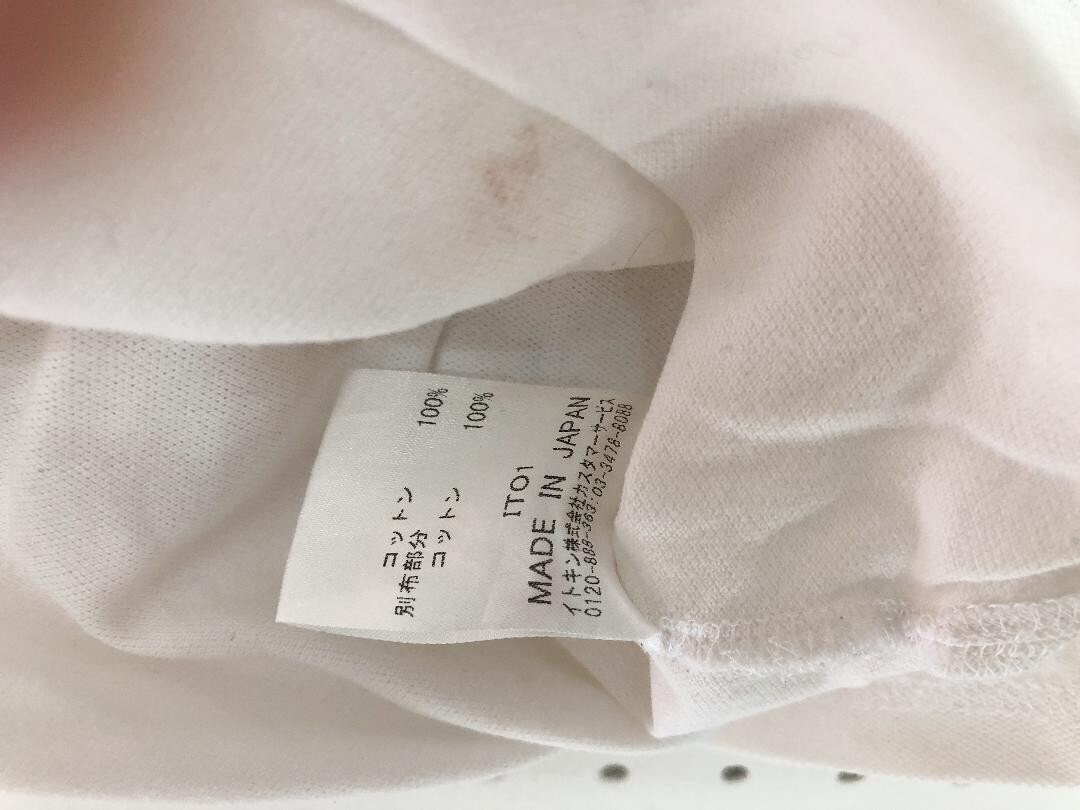 コットン 100%
別布部分
コットン 100%
ITO1
MADE IN JAPAN
イトキン株式会社カスタマーサービス
0120-888-363:03-3478-8088